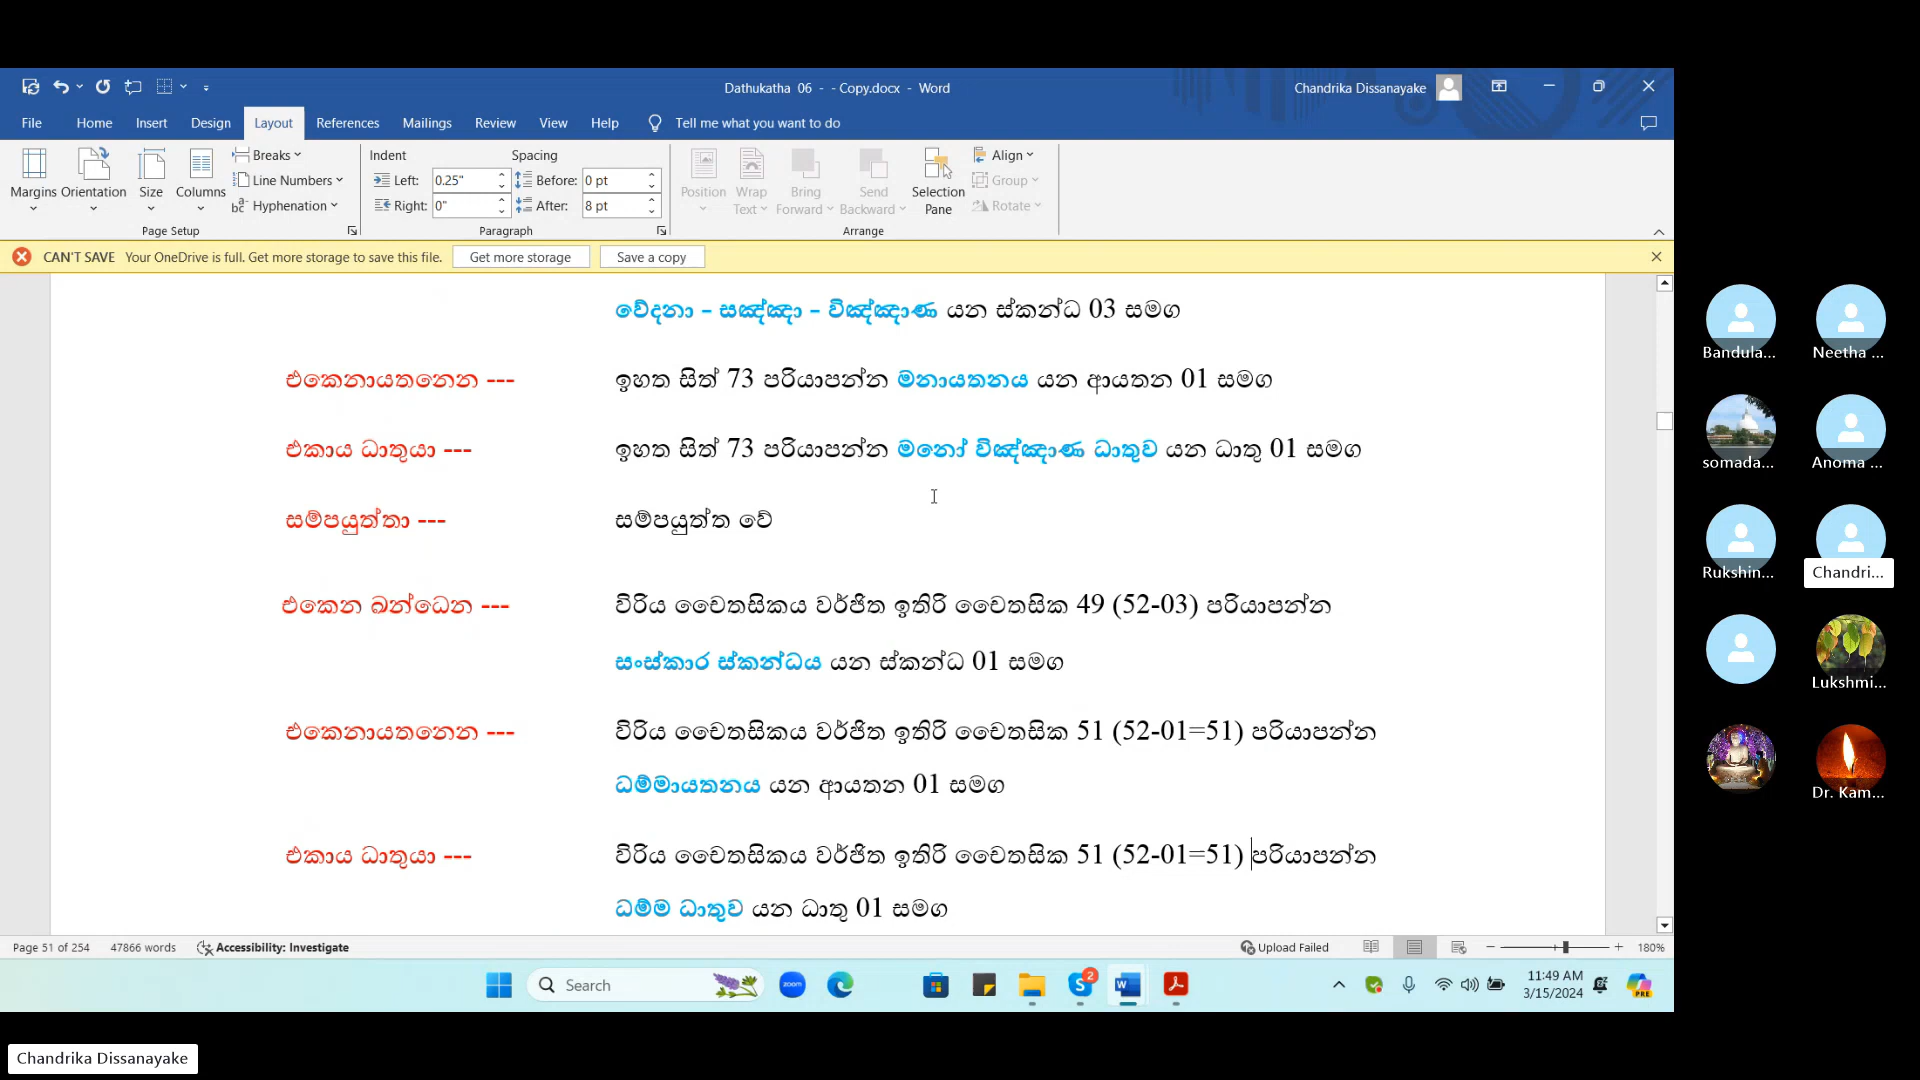 Dathukatha 06 - - Copy.docx - Word
Chandrika Dissanayake
File Home Insert Design Layout References Mailings Review View Help Tell me what you want to do
Margins Orientation Size Columns
Breaks
Line Numbers
Hyphenation
Page Setup
Indent Spacing
Left: 0.25" Before: 0 pt
Right: 0" After: 8 pt
Paragraph
Position Wrap Text Bring Forward Send Backward Selection Pane
Align
Group
Rotate
Arrange
CAN'T SAVE Your OneDrive is full. Get more storage to save this file. Get more storage Save a copy
වේදනා – සඤ්ඤා – විඤ්ඤාණ යන ස්කන්ධ 03 සමග
එකෙනායතනෙන --- ඉහත සිත් 73 පරියාපන්න මනායතනය යන ආයතන 01 සමග
එකාය ධාතුයා --- ඉහත සිත් 73 පරියාපන්න මනෝ විඤ්ඤාණ ධාතුව යන ධාතු 01 සමග
සම්පයුත්තා --- සම්පයුත්ත වේ
එකෙන ඛන්ධෙන --- විරිය චෛතසිකය වර්ජිත ඉතිරි චෛතසික 49 (52-03) පරියාපන්න
සංස්කාර ස්කන්ධය යන ස්කන්ධ 01 සමග
එකෙනායතනෙන --- විරිය චෛතසිකය වර්ජිත ඉතිරි චෛතසික 51 (52-01=51) පරියාපන්න
ධම්මායතනය යන ආයතන 01 සමග
එකාය ධාතුයා --- විරිය චෛතසිකය වර්ජිත ඉතිරි චෛතසික 51 (52-01=51) පරියාපන්න
ධම්ම ධාතුව යන ධාතු 01 සමග
Page 51 of 254 47866 words Accessibility: Investigate Upload Failed 180%
Search zoom 2 11:49 AM
3/15/2024 PRE
Bandula... Neetha ...
somada... Anoma ...
Rukshin... Chandri...
Lukshmi...
Dr. Kam...
Chandrika Dissanayake